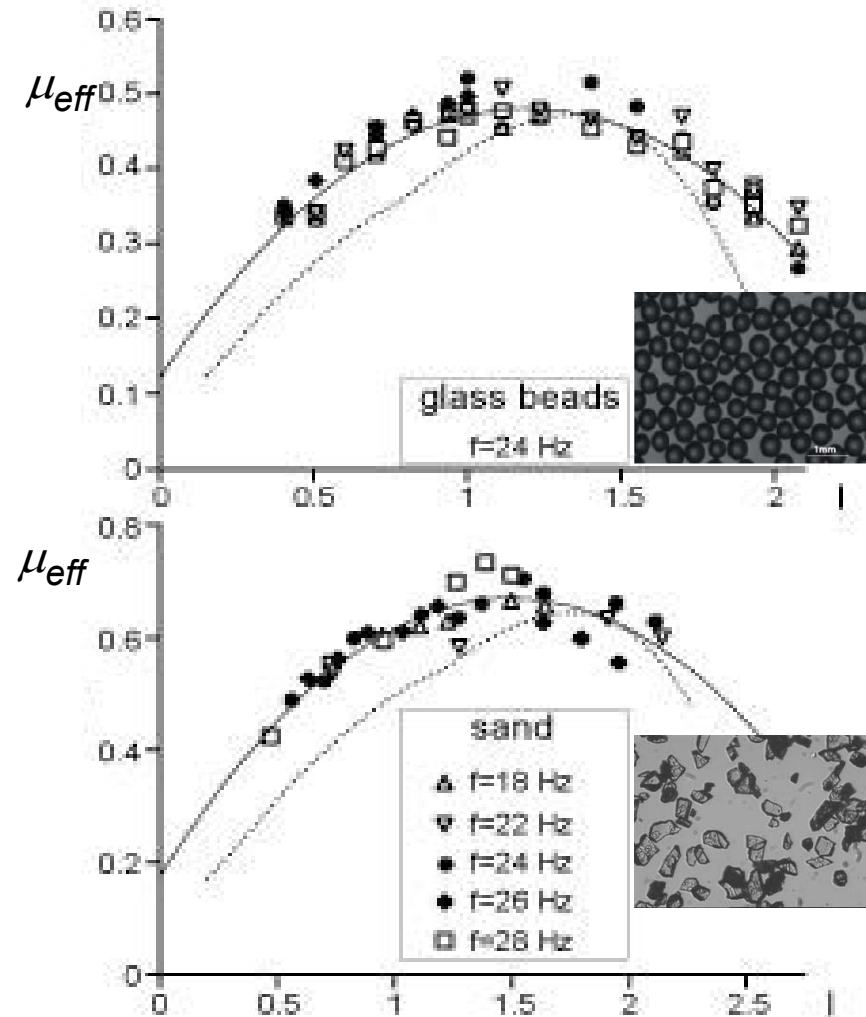 0.6
μeff
0.5
0.4
0.3
0.2
0.1
0
glass beads
f=24 Hz
1mm
0 0.5 1 1.5 2 I
0.8
μeff
0.6
0.4
0.2
0
sand
f=18 Hz
f=22 Hz
f=24 Hz
f=26 Hz
f=28 Hz
0 0.5 1 1.5 2 2.5 I